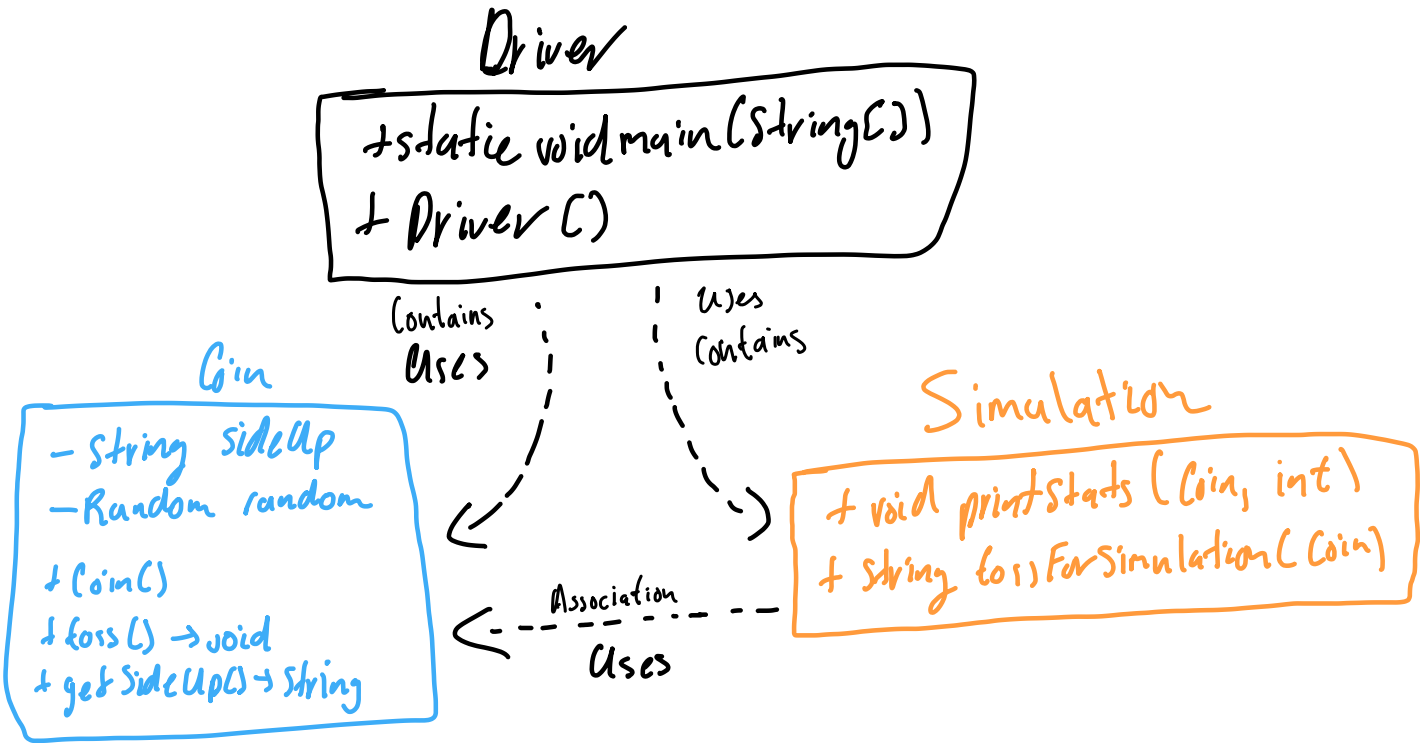 Driver
+static void main(String[])
+ Driver()
Contains
Uses
Uses
Contains
Coin
- String sideUp
- Random random
+ Coin()
+ toss() → void
+ getSideUp() → String
Simulation
+ void printStats (Coin, int)
+ string tossForSimulation(Coin)
Association
Uses